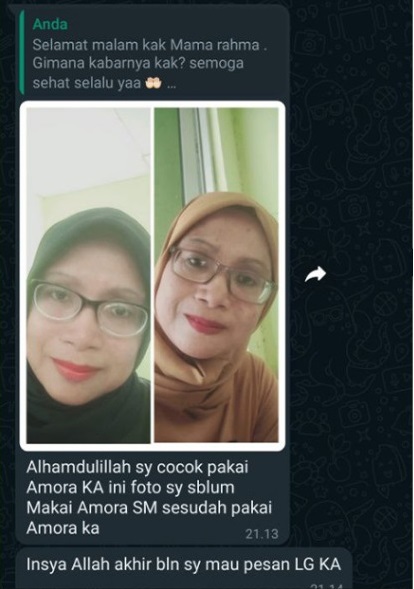 Anda
Selamat malam kak Mama rahma .
Gimana kabarnya kak? semoga
sehat selalu yaa 🤲🏻 ...
Alhamdulillah sy cocok pakai
Amora KA ini foto sy sblum
Makai Amora SM sesudah pakai
Amora ka
21.13
Insya Allah akhir bln sy mau pesan LG KA
21.14